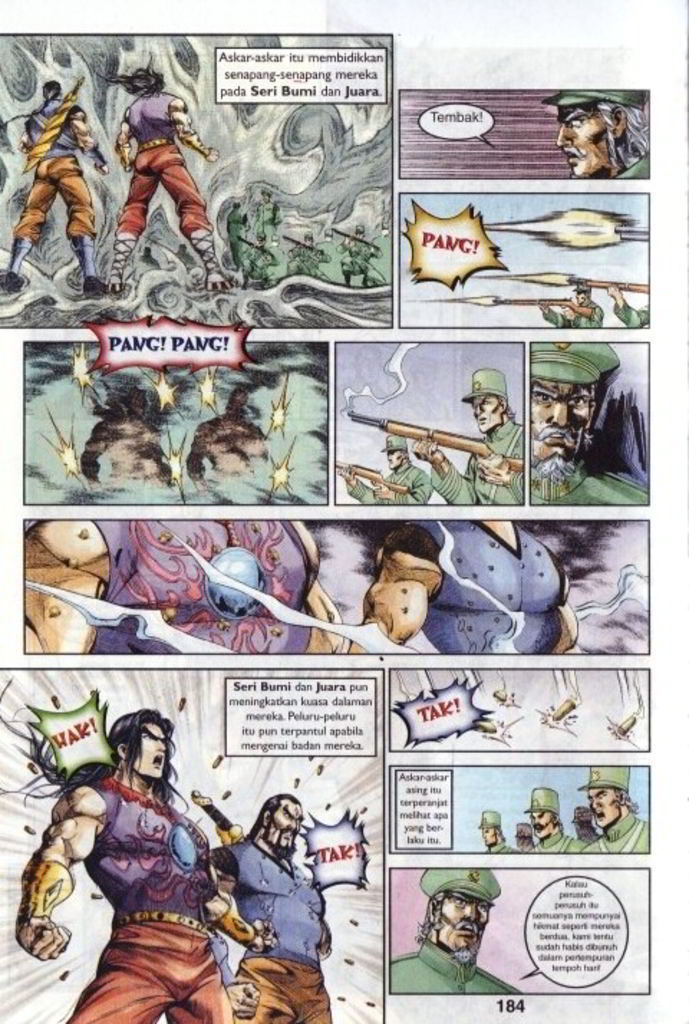 Askar-askar itu membidikkan
senapang-senapang mereka
pada Seri Bumi dan Juara.
Tembak!
PANG!
PANG! PANG!
WAK!
Seri Bumi dan Juara pun
meningkatkan kuasa dalaman
mereka. Peluru-peluru
itu pun terpantul apabila
mengenai badan mereka.
TAK!
TAK!
Askar-askar
asing itu
terperanjat
melihat apa
yang ber-
laku itu.
Kalau
perusuh-
perusuh itu
semuanya mempunyai
hikmat seperti mereka
berdua, kami tentu
sudah habis dibunuh
dalam pertempuran
tempoh hari!
184